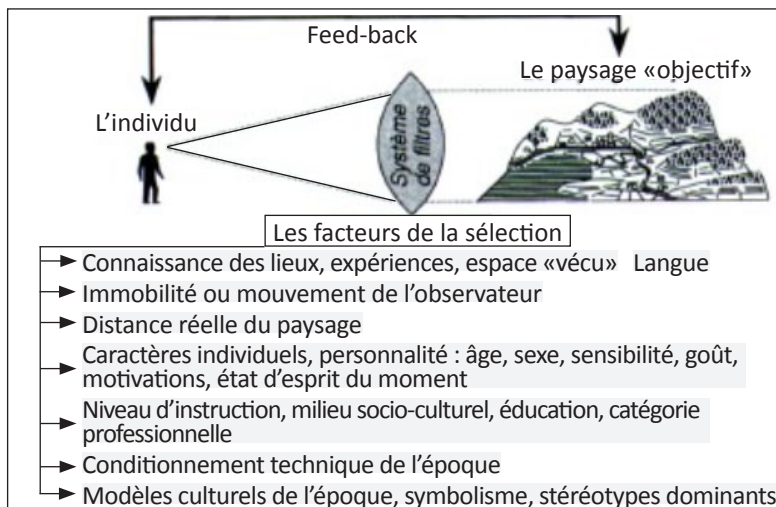 Feed-back
Le paysage «objectif»
L'individu
Système
de filtres
Les facteurs de la sélection
Connaissance des lieux, expériences, espace «vécu» Langue
Immobilité ou mouvement de l'observateur
Distance réelle du paysage
Caractères individuels, personnalité : âge, sexe, sensibilité, goût,
motivations, état d'esprit du moment
Niveau d'instruction, milieu socio-culturel, éducation, catégorie
professionnelle
Conditionnement technique de l'époque
Modèles culturels de l'époque, symbolisme, stéréotypes dominants